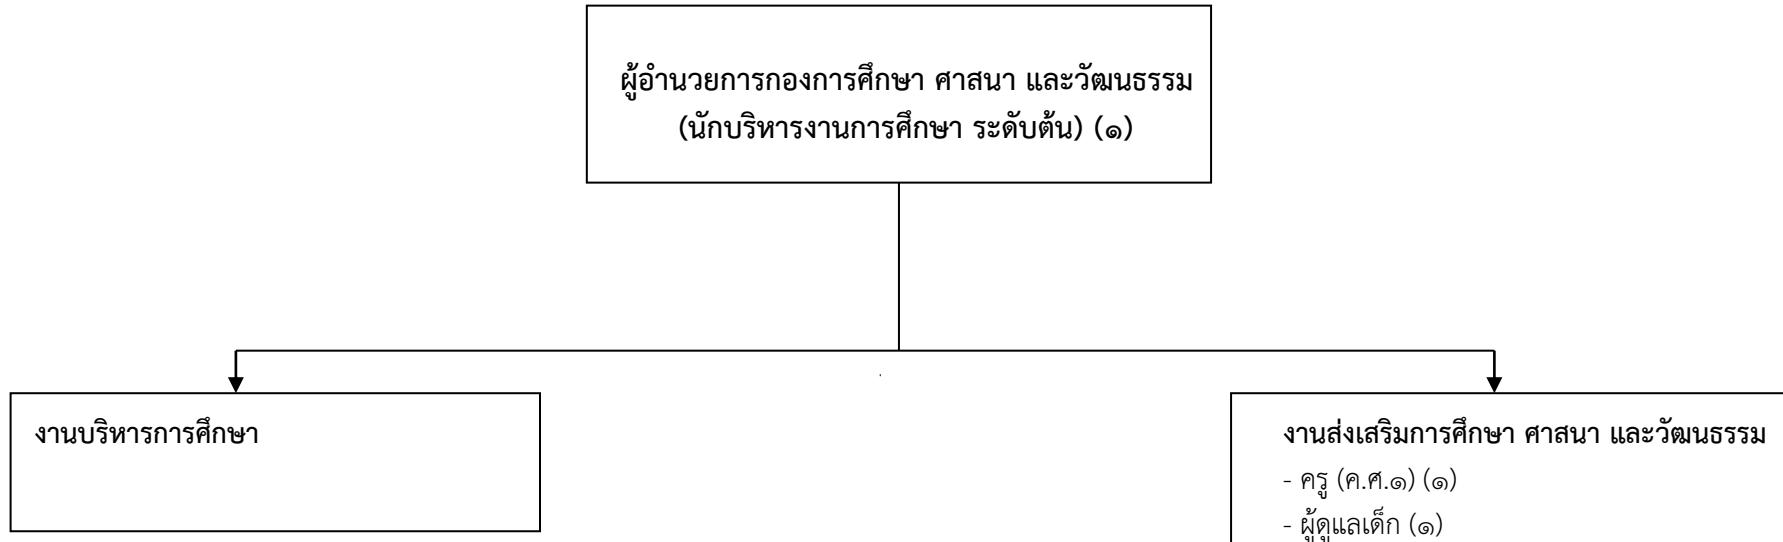 ผู้อำนวยการกองการศึกษา ศาสนา และวัฒนธรรม
(นักบริหารงานการศึกษา ระดับต้น) (๑)
งานบริหารการศึกษา
งานส่งเสริมการศึกษา ศาสนา และวัฒนธรรม
- ครู (ค.ศ.๑) (๑)
- ผู้ดูแลเด็ก (๑)